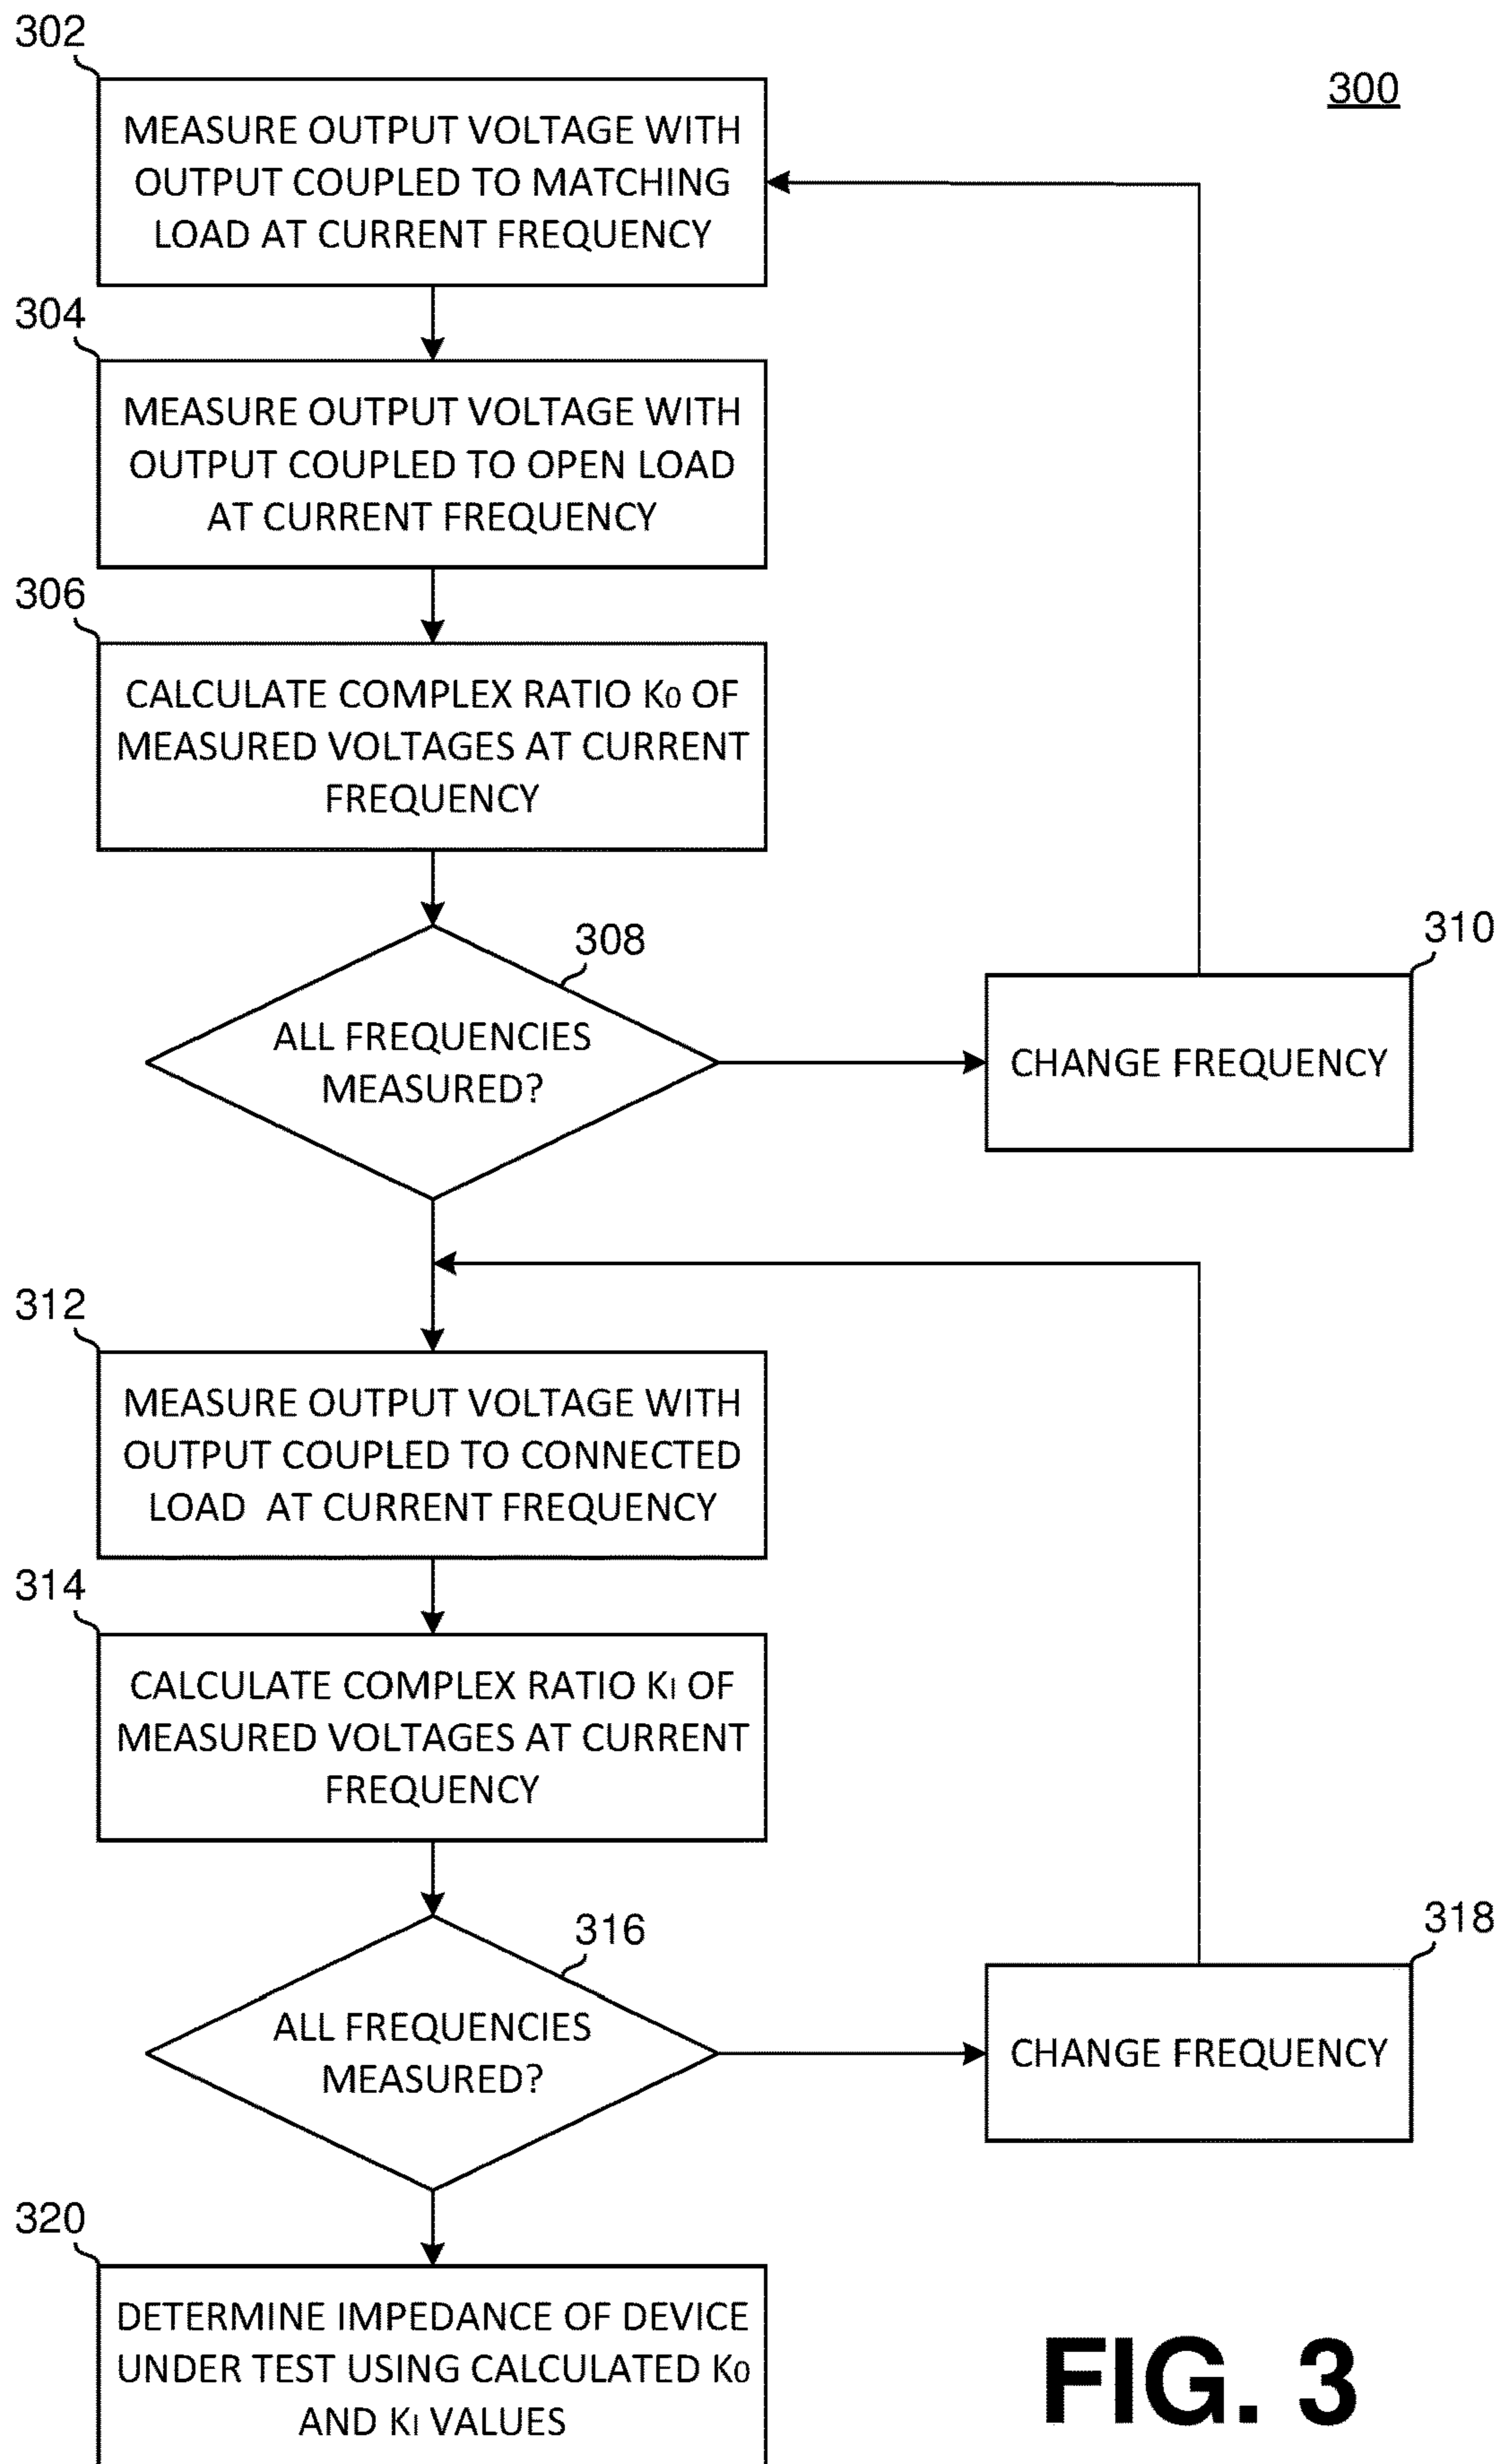 302
300
MEASURE OUTPUT VOLTAGE WITH
OUTPUT COUPLED TO MATCHING
LOAD AT CURRENT FREQUENCY
304
MEASURE OUTPUT VOLTAGE WITH
OUTPUT COUPLED TO OPEN LOAD
AT CURRENT FREQUENCY
306
CALCULATE COMPLEX RATIO K0 OF
MEASURED VOLTAGES AT CURRENT
FREQUENCY
308
ALL FREQUENCIES
MEASURED?
310
CHANGE FREQUENCY
312
MEASURE OUTPUT VOLTAGE WITH
OUTPUT COUPLED TO CONNECTED
LOAD AT CURRENT FREQUENCY
314
CALCULATE COMPLEX RATIO Kl OF
MEASURED VOLTAGES AT CURRENT
FREQUENCY
316
ALL FREQUENCIES
MEASURED?
318
CHANGE FREQUENCY
320
DETERMINE IMPEDANCE OF DEVICE
UNDER TEST USING CALCULATED K0
AND Kl VALUES
FIG. 3